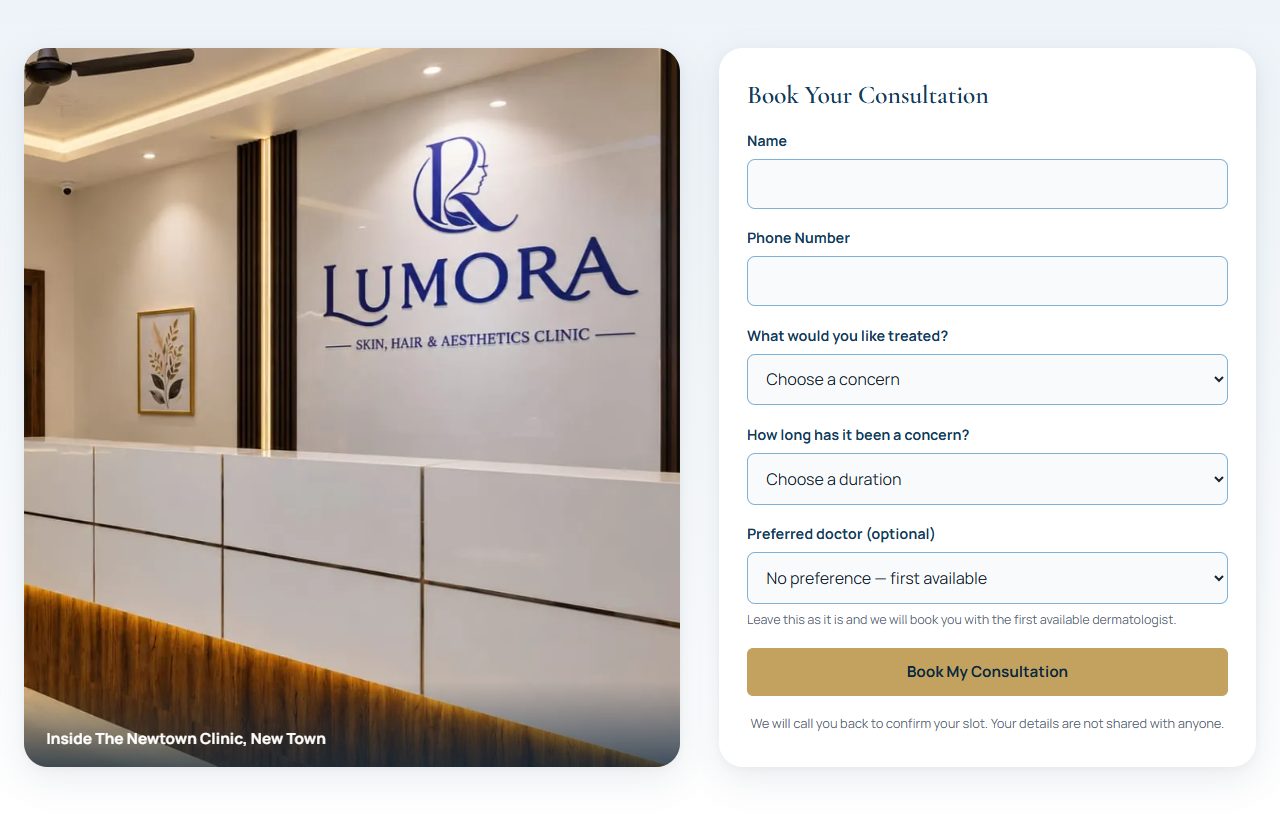 LUMORA
SKIN, HAIR & AESTHETICS CLINIC
Inside The Newtown Clinic, New Town
Book Your Consultation
Name
Phone Number
What would you like treated?
Choose a concern
How long has it been a concern?
Choose a duration
Preferred doctor (optional)
No preference — first available
Leave this as it is and we will book you with the first available dermatologist.
Book My Consultation
We will call you back to confirm your slot. Your details are not shared with anyone.